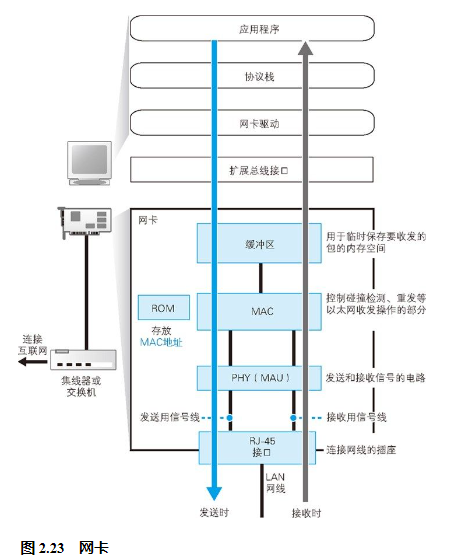 应用程序
协议栈
网卡驱动
扩展总线接口
网卡
缓冲区
用于临时保存要收发的
包的内存空间
ROM
存放
MAC地址
MAC
控制碰撞检测、重发等
以太网收发操作的部分
连接
互联网
集线器或
交换机
PHY（MAU）
发送和接收信号的电路
发送用信号线
接收用信号线
RJ-45
接口
连接网线的插座
LAN
网线
发送时
接收时
图 2.23 网卡